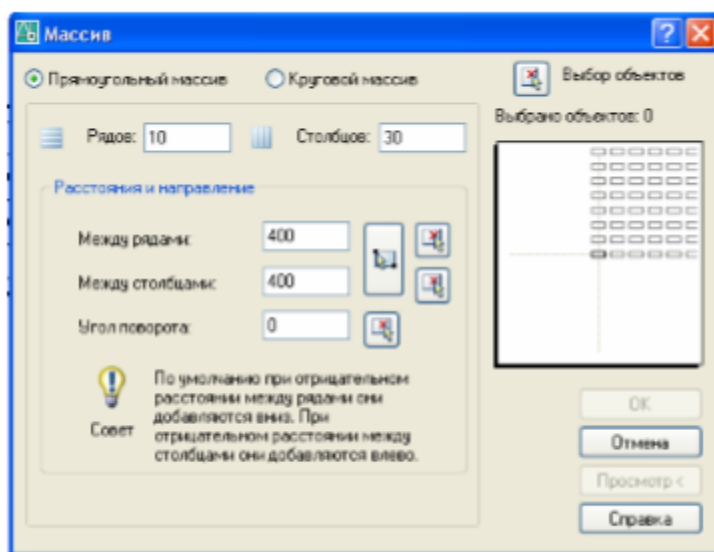 Массив
Прямоугольный массив
Круговой массив
Выбор объектов
Выбрано объектов: 0
Рядов: 10
Столбцов: 30
Расстояния и направление
Между рядами: 400
Между столбцами: 400
Угол поворота: 0
Совет
По умолчанию при отрицательном
расстоянии между рядами они
добавляются вниз. При
отрицательном расстоянии между
столбцами они добавляются влево.
OK
Отмена
Просмотр <
Справка